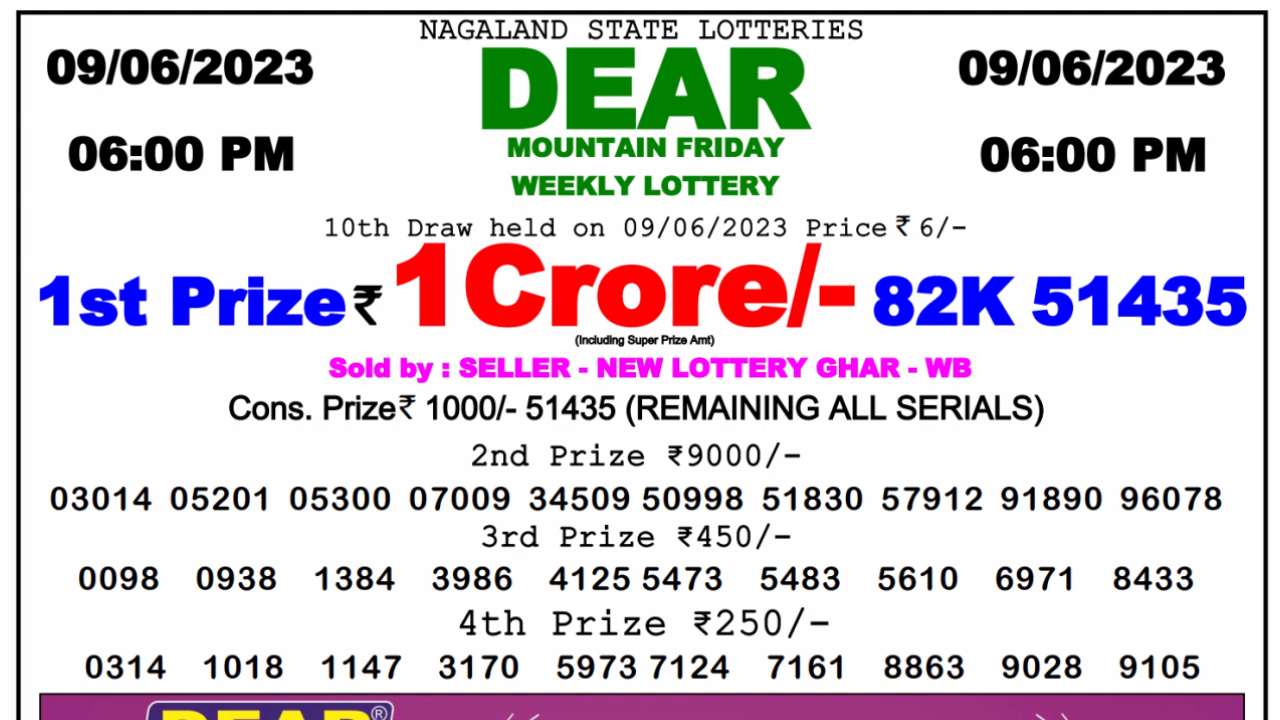 NAGALAND STATE LOTTERIES
09/06/2023 DEAR 09/06/2023
06:00 PM MOUNTAIN FRIDAY 06:00 PM
WEEKLY LOTTERY
10th Draw held on 09/06/2023 Price ₹ 6/-
1st Prize ₹ 1Crore/- 82K 51435
(Including Super Prize Amt)
Sold by : SELLER - NEW LOTTERY GHAR - WB
Cons. Prize ₹ 1000/- 51435 (REMAINING ALL SERIALS)
2nd Prize ₹9000/-
03014 05201 05300 07009 34509 50998 51830 57912 91890 96078
3rd Prize ₹450/-
0098 0938 1384 3986 4125 5473 5483 5610 6971 8433
4th Prize ₹250/-
0314 1018 1147 3170 5973 7124 7161 8863 9028 9105
DEAR®